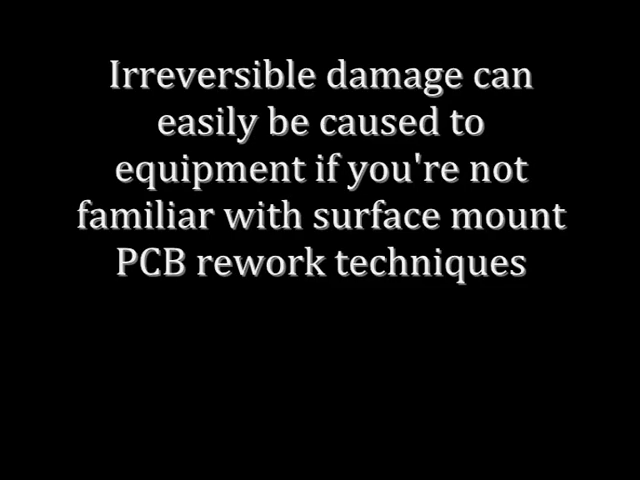 Irreversible damage can
easily be caused to
equipment if you're not
familiar with surface mount
PCB rework techniques